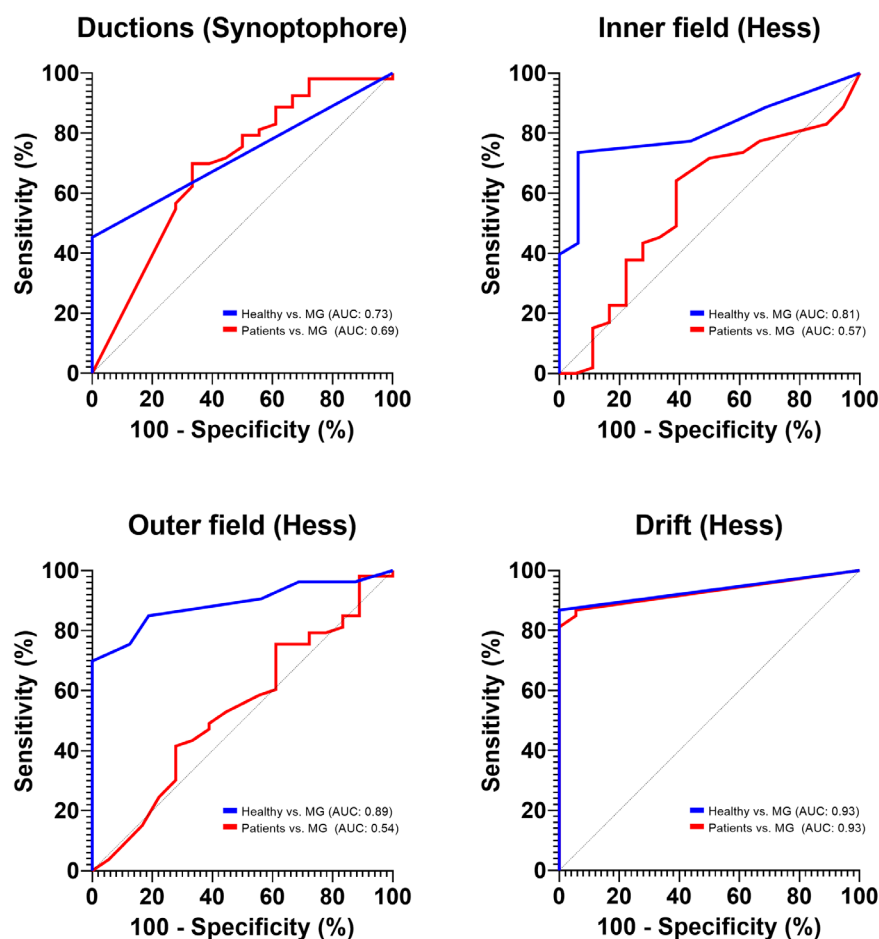 Ductions (Synoptophore)
100
80
60
40
20
0
Sensitivity (%)
Healthy vs. MG (AUC: 0.73)
Patients vs. MG (AUC: 0.69)
0 20 40 60 80 100
100 - Specificity (%)
Inner field (Hess)
100
80
60
40
20
0
Sensitivity (%)
Healthy vs. MG (AUC: 0.81)
Patients vs. MG (AUC: 0.57)
0 20 40 60 80 100
100 - Specificity (%)
Outer field (Hess)
100
80
60
40
20
0
Sensitivity (%)
Healthy vs. MG (AUC: 0.89)
Patients vs. MG (AUC: 0.54)
0 20 40 60 80 100
100 - Specificity (%)
Drift (Hess)
100
80
60
40
20
0
Sensitivity (%)
Healthy vs. MG (AUC: 0.93)
Patients vs. MG (AUC: 0.93)
0 20 40 60 80 100
100 - Specificity (%)